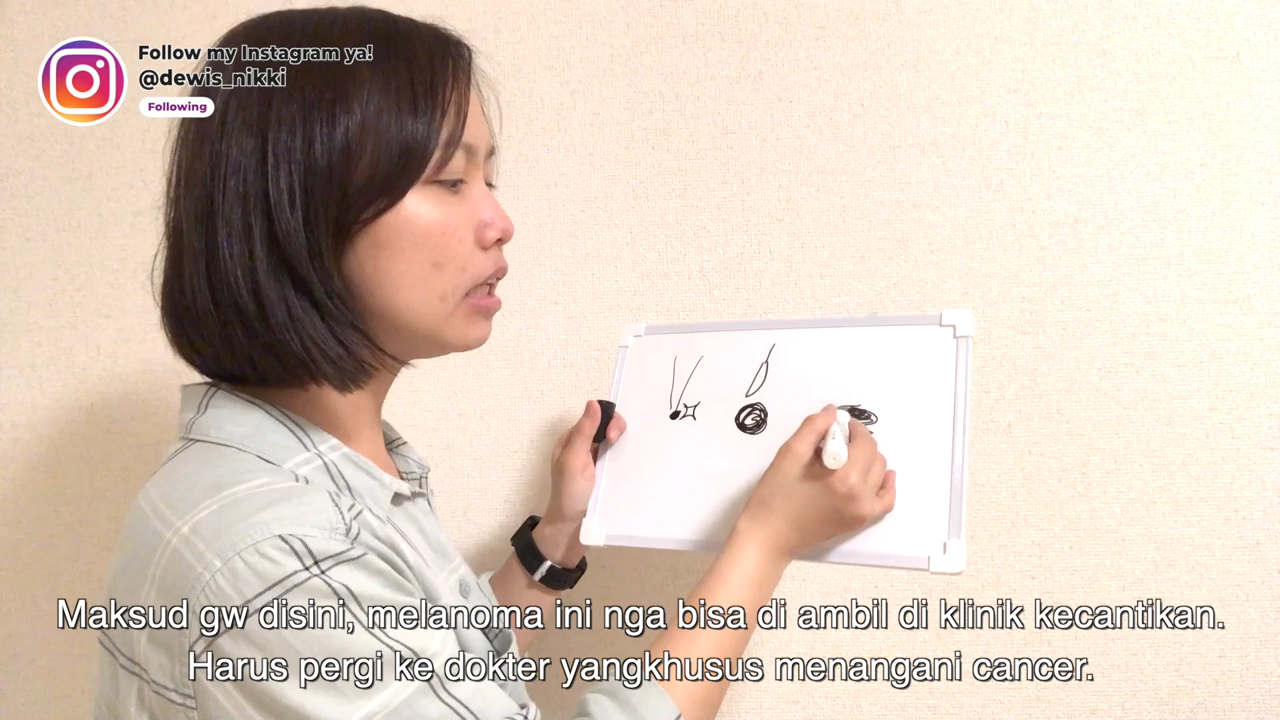 Follow my Instagram ya!
@dewis_nikki
Following
Maksud gw disini, melanoma ini nga bisa di ambil di klinik kecantikan.
Harus pergi ke dokter yangkhusus menangani cancer.